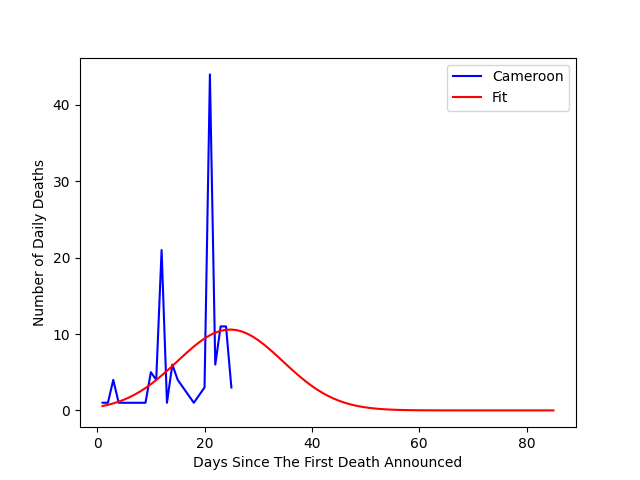 Cameroon
Fit
40
30
20
10
0
Number of Daily Deaths
0 20 40 60 80
Days Since The First Death Announced